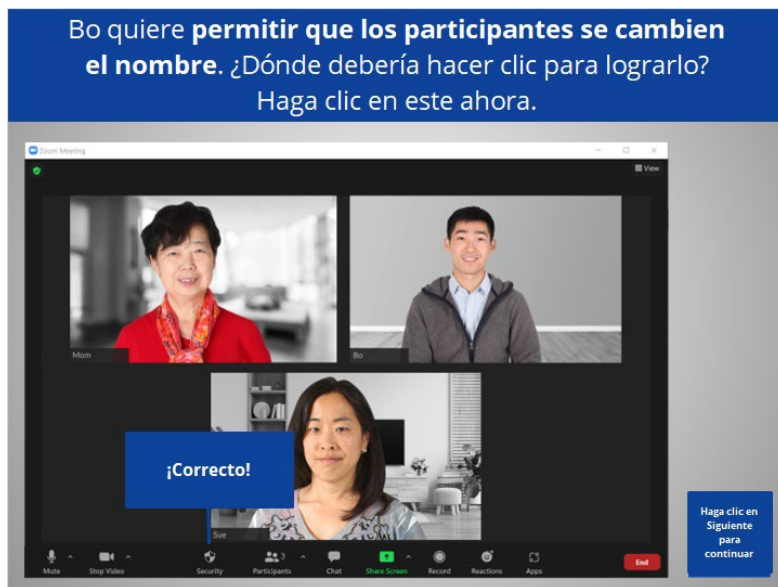 Bo quiere permitir que los participantes se cambien
el nombre. ¿Dónde debería hacer clic para lograrlo?
Haga clic en este ahora.
Zoom Meeting
View
Mom
Bo
¡Correcto!
Sue
Haga clic en
Siguiente
para
continuar
Mute
Stop Video
Security
Participants
3
Chat
Share Screen
Record
Reactions
Apps
End